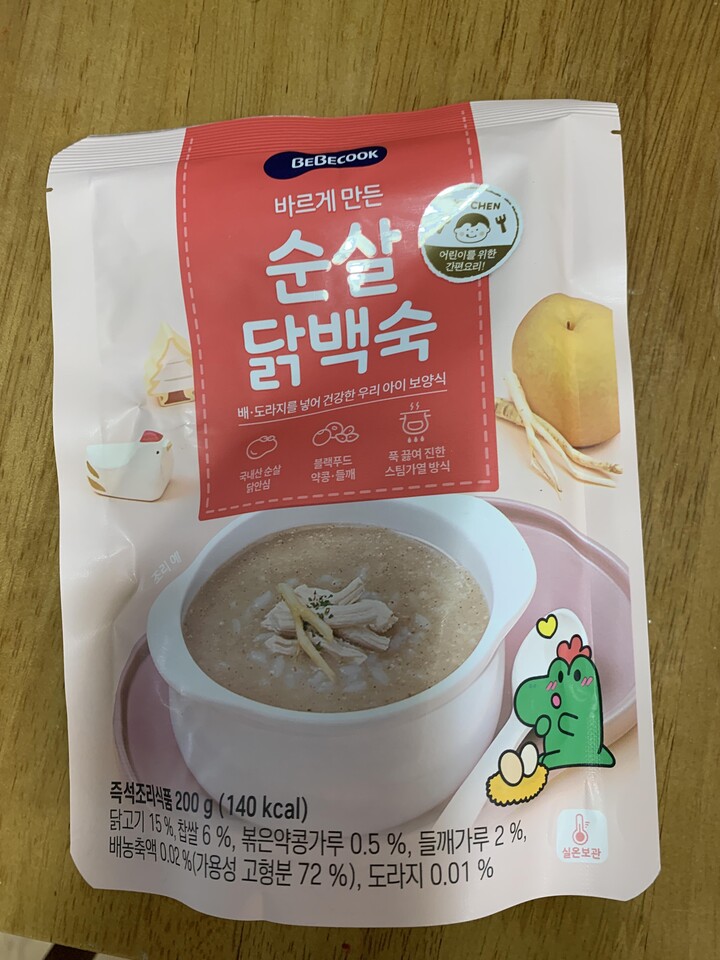 BEBECOOK
바르게 만든
순살
닭백숙
CHEN
어린이를 위한
간편요리!
배·도라지를 넣어 건강한 우리 아이 보양식
국내산 순살
닭안심
블랙푸드
약콩·들깨
푹 끓여 진한
스팀가열 방식
조리예
즉석조리식품 200 g (140 kcal)
닭고기 15 %, 찹쌀 6 %, 볶은약콩가루 0.5 %, 들깨가루 2 %,
배농축액 0.02 %(가용성 고형분 72 %), 도라지 0.01 %
실온보관